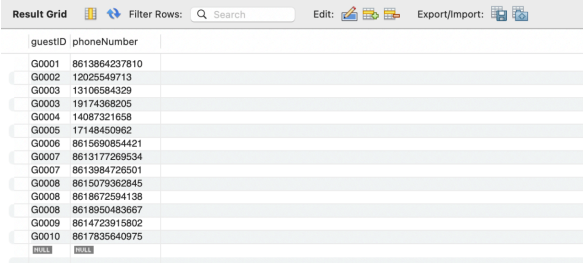 Result Grid Filter Rows: Search Edit: Export/Import:
guestID phoneNumber
G0001 8613864237810
G0002 12025549713
G0003 13106584329
G0003 19174368205
G0004 14087321658
G0005 17148450962
G0006 8615690854421
G0007 8613177269534
G0007 8613984726501
G0008 8615079362845
G0008 8618672594138
G0008 8618950483667
G0009 8614723915802
G0010 8617835640975
NULL NULL